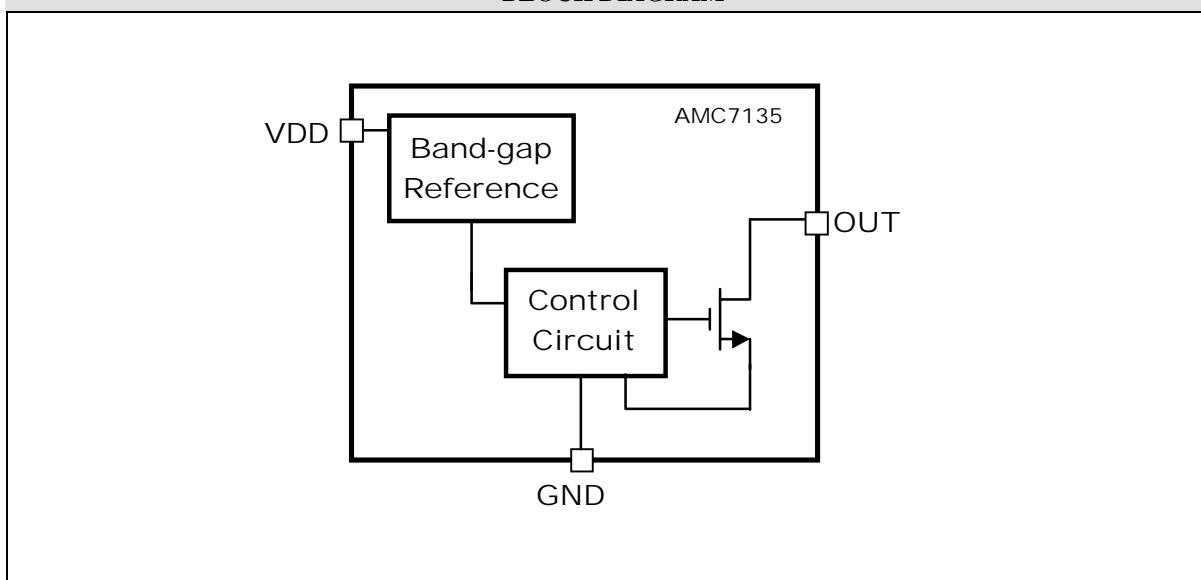 AMC7135
VDD
Band-gap
Reference
OUT
Control
Circuit
GND